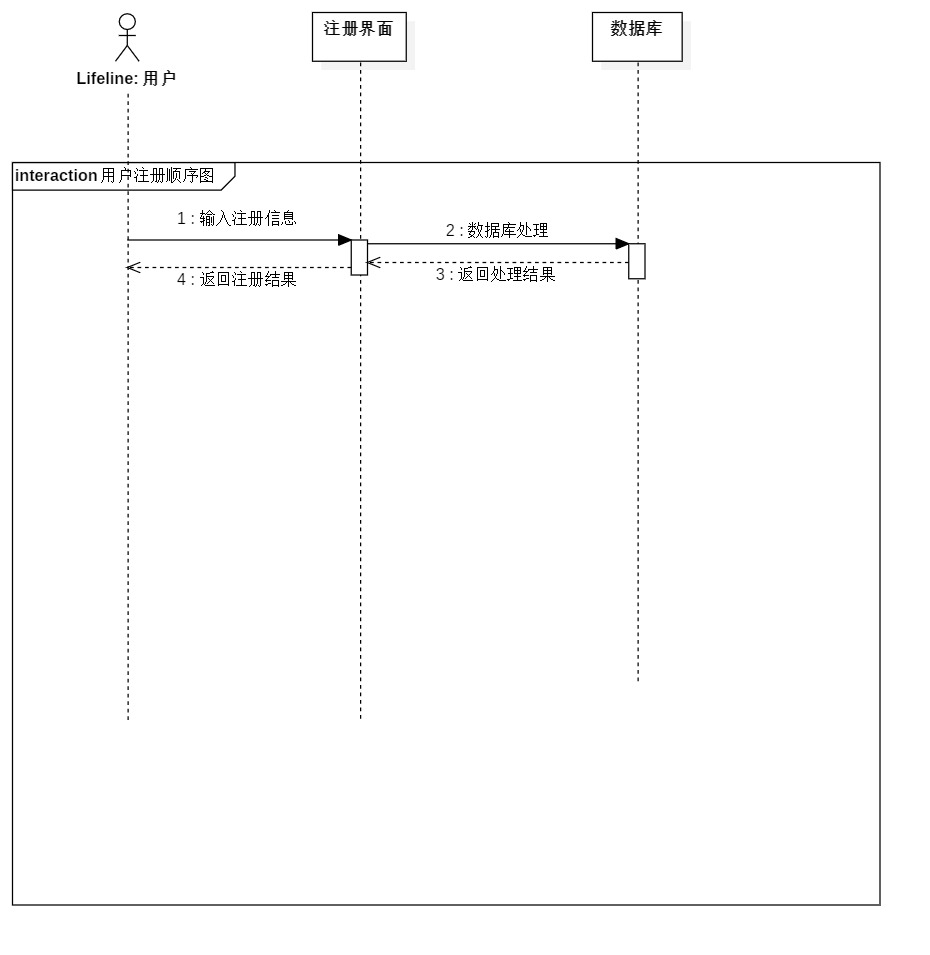 Lifeline: 用户
注册界面
数据库
interaction 用户注册顺序图
1 : 输入注册信息
2 : 数据库处理
3 : 返回处理结果
4 : 返回注册结果